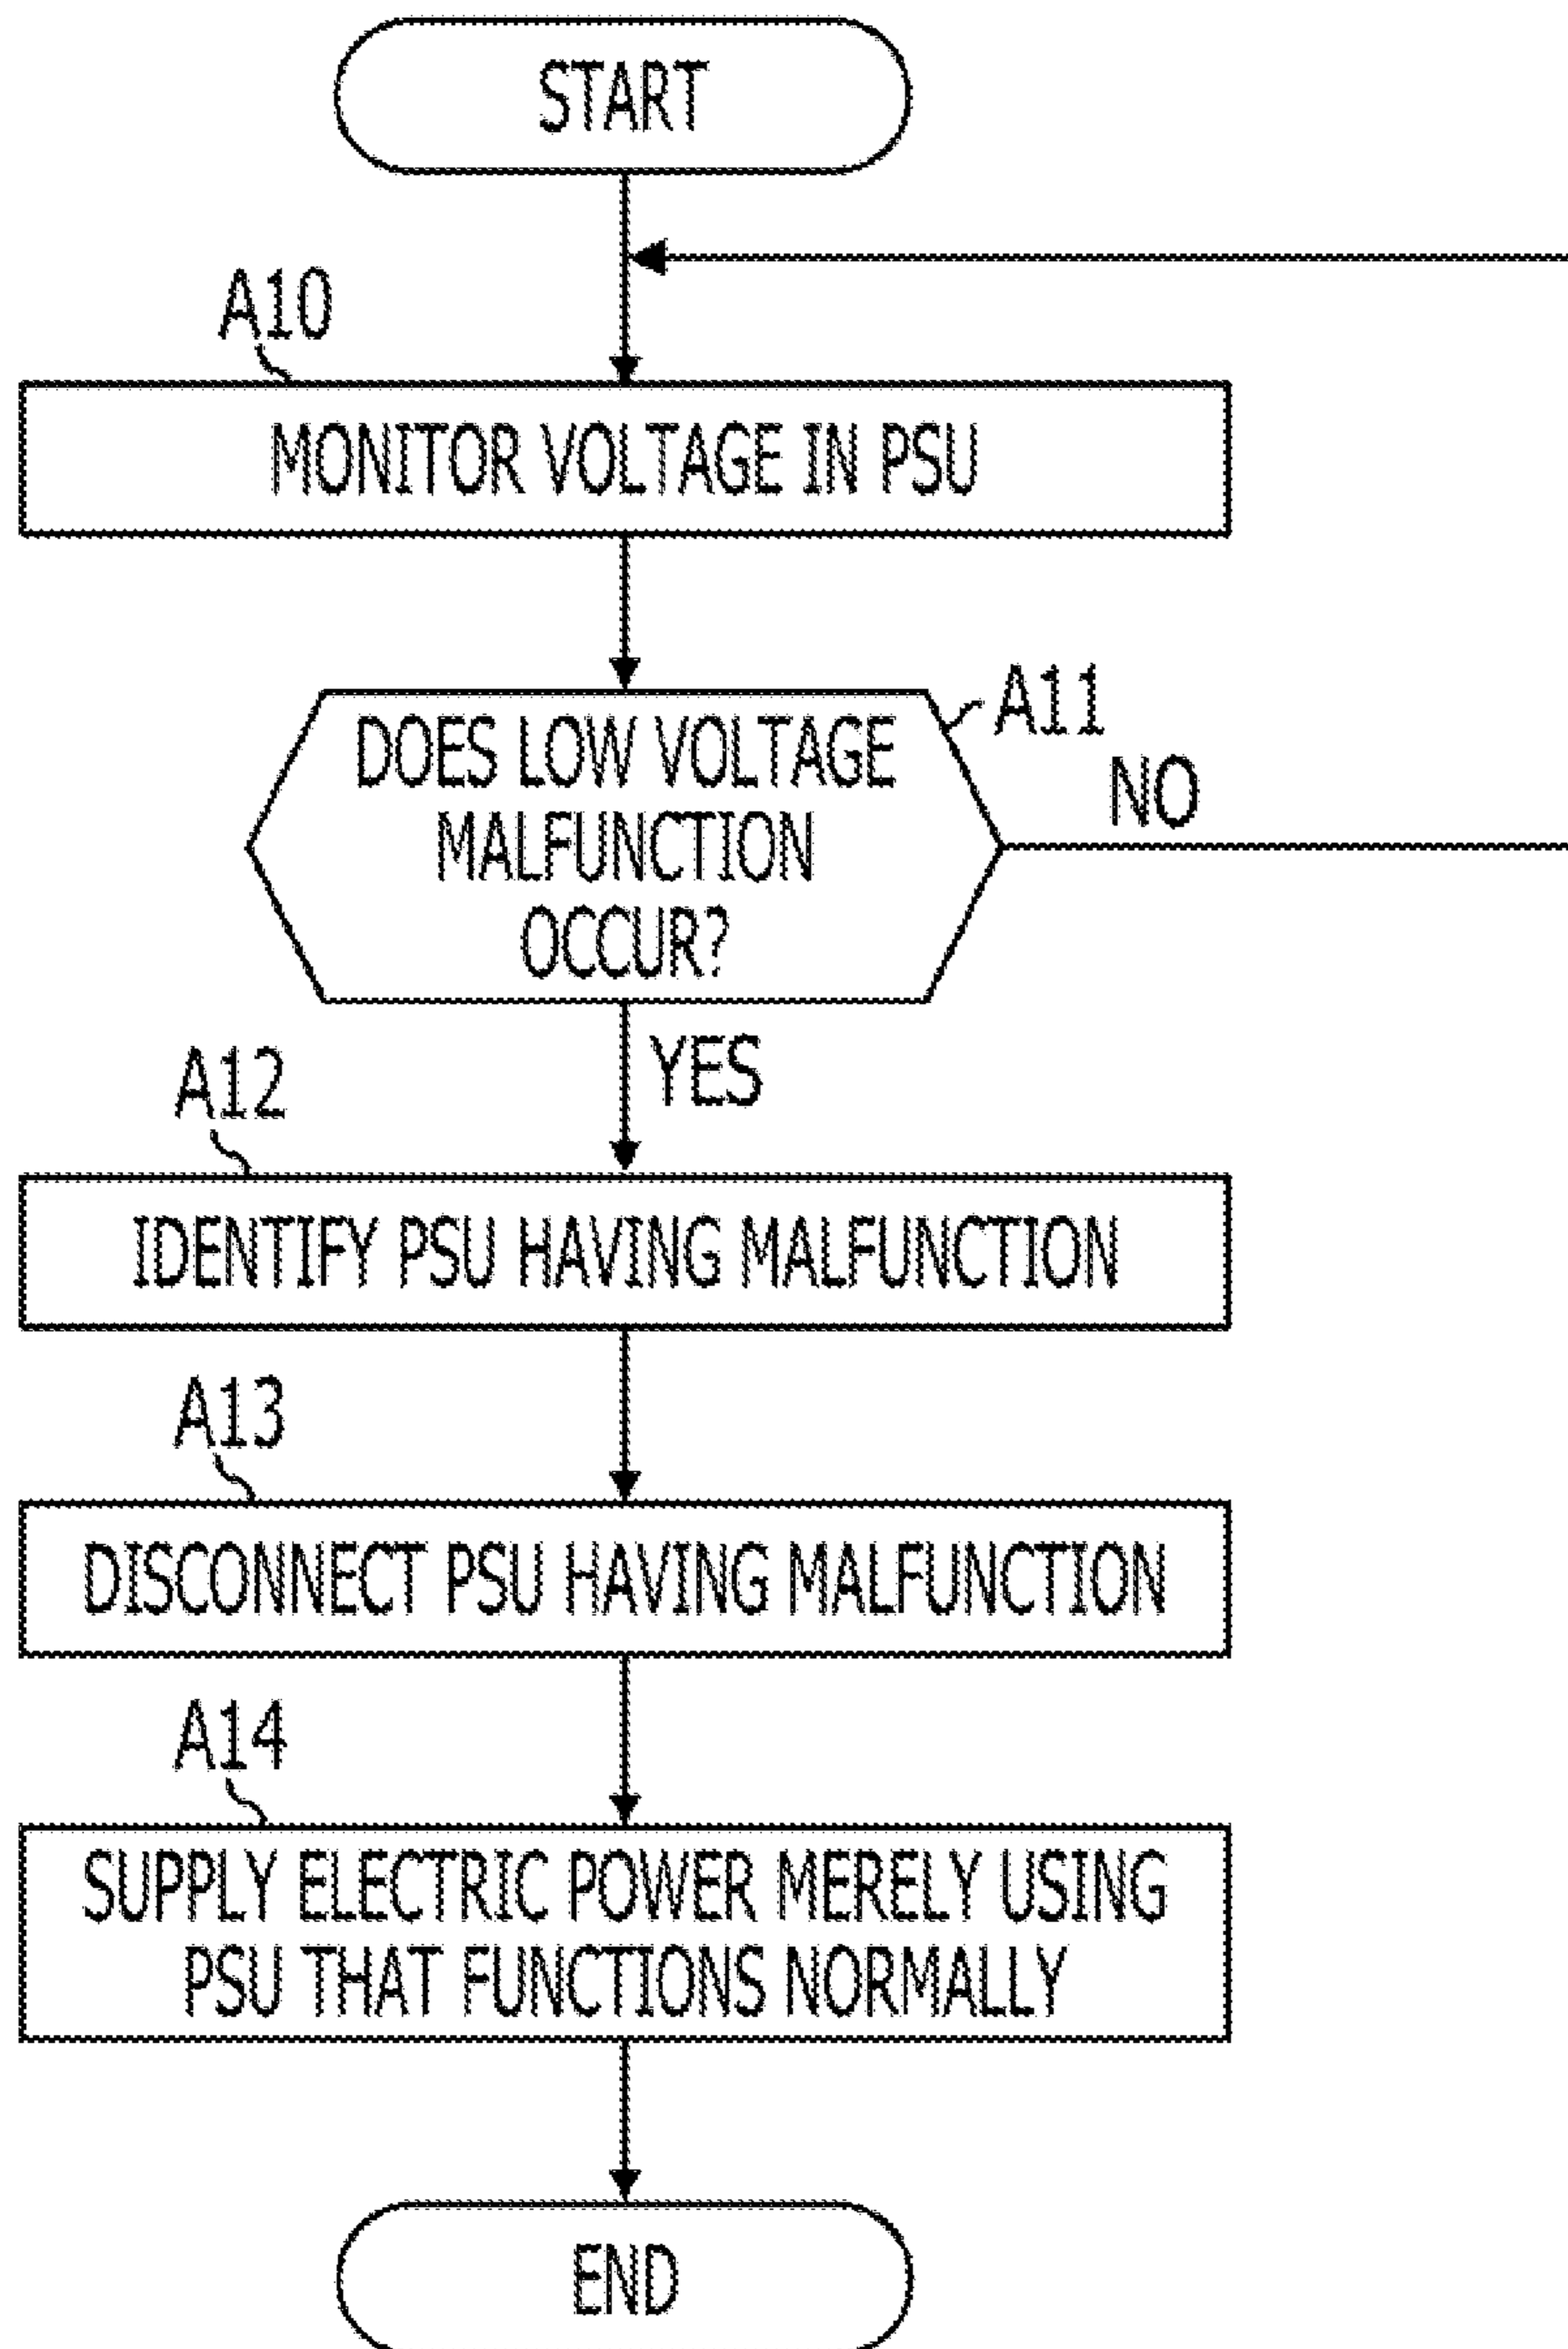 START
A10
MONITOR VOLTAGE IN PSU
A11
DOES LOW VOLTAGE
MALFUNCTION
OCCUR?
NO
YES
A12
IDENTIFY PSU HAVING MALFUNCTION
A13
DISCONNECT PSU HAVING MALFUNCTION
A14
SUPPLY ELECTRIC POWER MERELY USING
PSU THAT FUNCTIONS NORMALLY
END